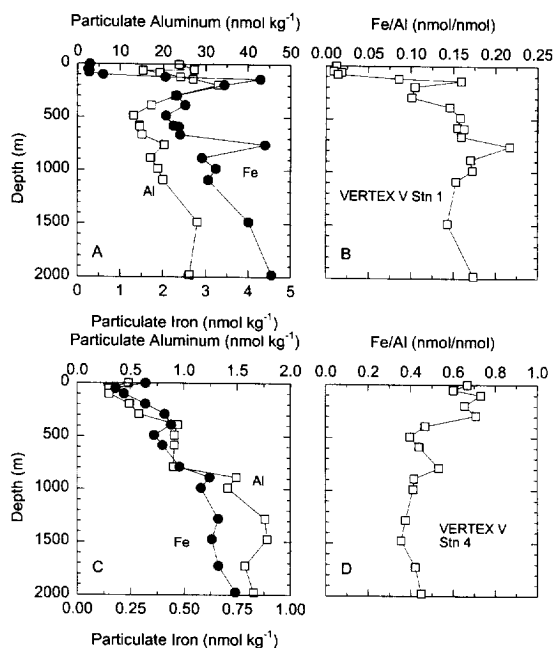 Particulate Aluminum (nmol kg⁻¹)
0 10 20 30 40 50
Fe/Al (nmol/nmol)
0.00 0.05 0.10 0.15 0.20 0.25
0
500
1000
1500
2000
Depth (m)
Al
Fe
A
VERTEX V Stn 1
B
0 1 2 3 4 5
Particulate Iron (nmol kg⁻¹)
Particulate Aluminum (nmol kg⁻¹)
0.0 0.5 1.0 1.5 2.0
Fe/Al (nmol/nmol)
0.0 0.2 0.4 0.6 0.8 1.0
0
500
1000
1500
2000
Depth (m)
Al
Fe
C
VERTEX V
Stn 4
D
0.00 0.25 0.50 0.75 1.00
Particulate Iron (nmol kg⁻¹)